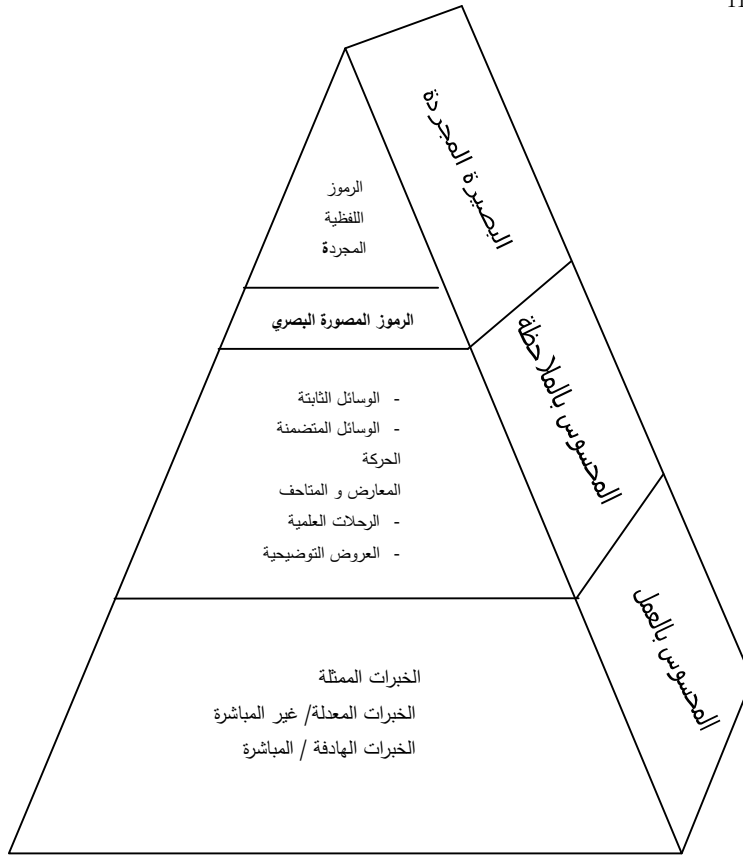 11
البصيرة المجردة
الرموز
اللفظية
المجردة
الرموز المصورة البصري
المحسوس بالملاحظة
- الوسائل الثابتة
- الوسائل المتضمنة
الحركة
المعارض و المتاحف
- الرحلات العلمية
- العروض التوضيحية
المحسوس بالعمل
الخبرات الممثلة
الخبرات المعدلة/ غير المباشرة
الخبرات الهادفة / المباشرة